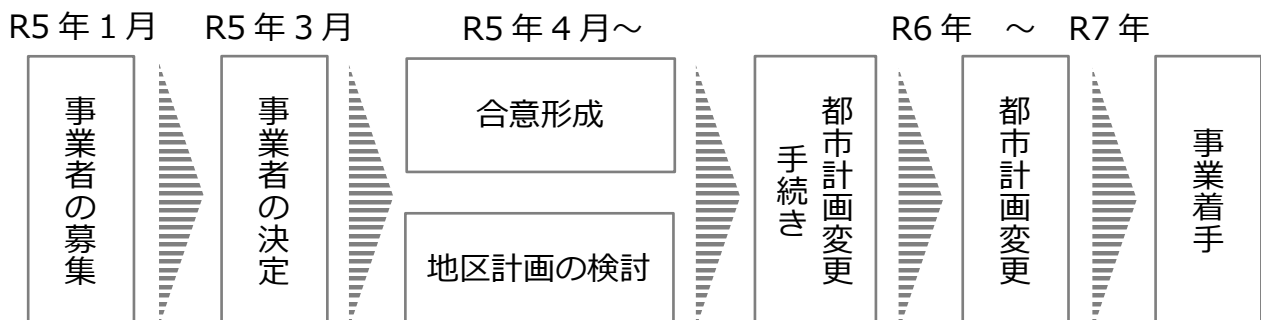 R5年1月
R5年3月
R5年4月～
R6年　～　R7年
事業者の募集
事業者の決定
合意形成
地区計画の検討
都市計画変更
手続き
都市計画変更
事業着手